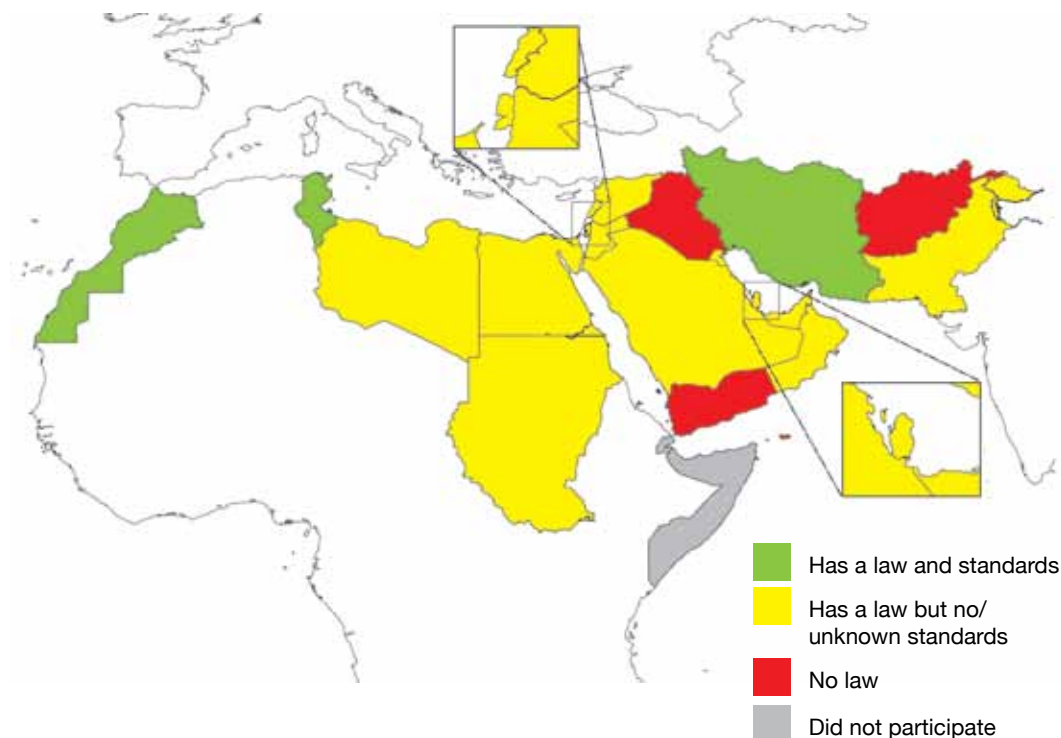 Has a law and standards
Has a law but no/
unknown standards
No law
Did not participate